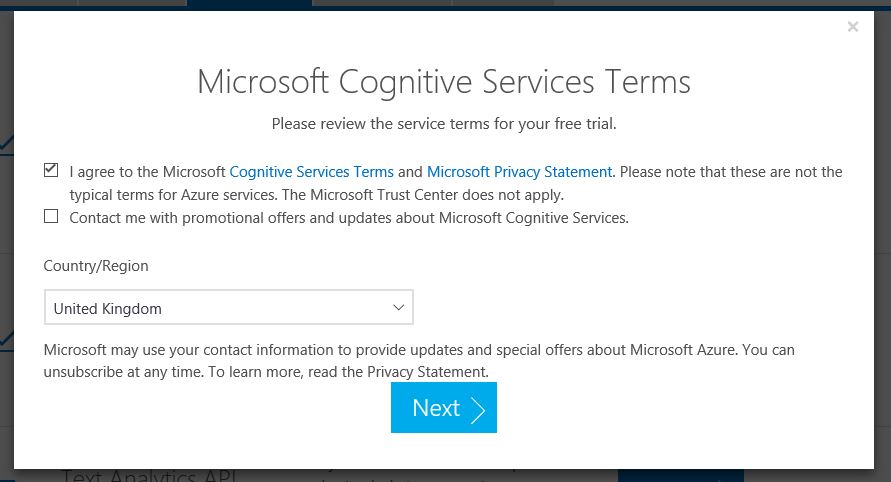 Microsoft Cognitive Services Terms
Please review the service terms for your free trial.
I agree to the Microsoft Cognitive Services Terms and Microsoft Privacy Statement. Please note that these are not the
typical terms for Azure services. The Microsoft Trust Center does not apply.
Contact me with promotional offers and updates about Microsoft Cognitive Services.
Country/Region
United Kingdom
Microsoft may use your contact information to provide updates and special offers about Microsoft Azure. You can
unsubscribe at any time. To learn more, read the Privacy Statement.
Next
Text Analytics API